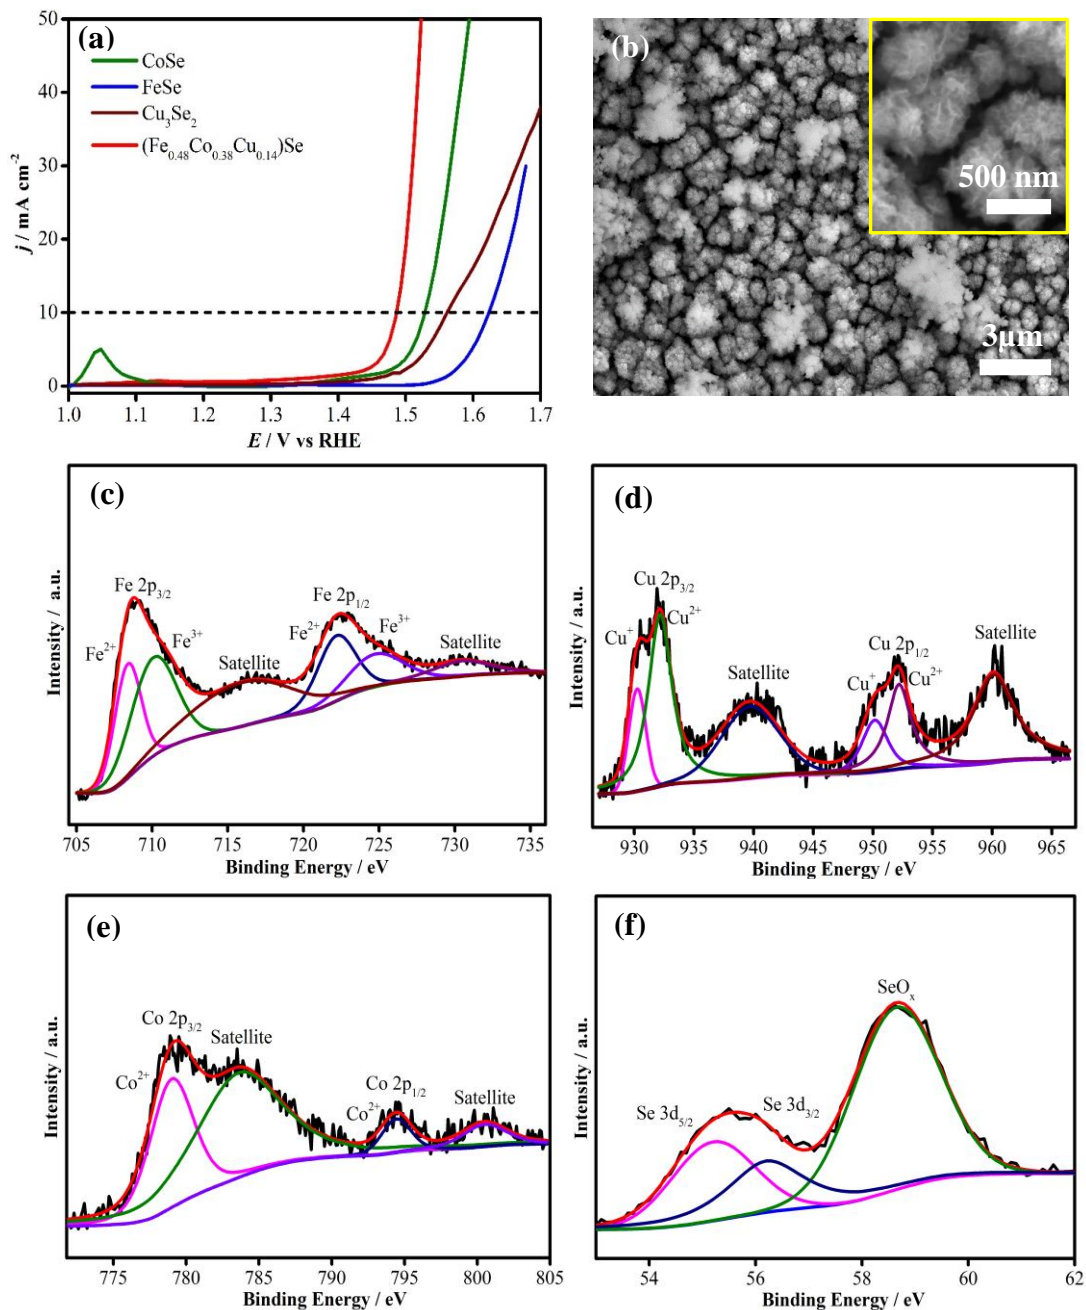 (a)
50
40
30
20
10
0
j / mA cm⁻²
CoSe
FeSe
Cu₃Se₂
(Fe₀.₄₈Co₀.₃₈Cu₀.₁₄)Se
1.0 1.1 1.2 1.3 1.4 1.5 1.6 1.7
E / V vs RHE
(b)
500 nm
3µm
(c)
Intensity / a.u.
Fe 2p₃/₂
Fe²⁺
Fe³⁺
Satellite
Fe 2p₁/₂
Fe²⁺
Fe³⁺
Satellite
705 710 715 720 725 730 735
Binding Energy / eV
(d)
Intensity / a.u.
Cu 2p₃/₂
Cu⁺
Cu²⁺
Satellite
Cu 2p₁/₂
Cu⁺
Cu²⁺
Satellite
930 935 940 945 950 955 960 965
Binding Energy / eV
(e)
Intensity / a.u.
Co 2p₃/₂
Co²⁺
Satellite
Co 2p₁/₂
Co²⁺
Satellite
775 780 785 790 795 800 805
Binding Energy / eV
(f)
Intensity / a.u.
Se 3d₅/₂
Se 3d₃/₂
SeOₓ
54 56 58 60 62
Binding Energy / eV